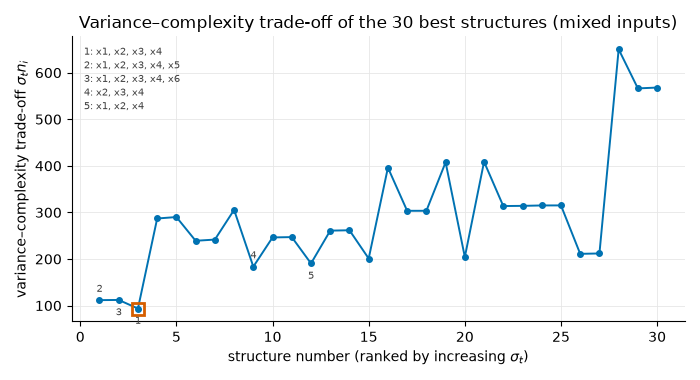 Variance–complexity trade-off of the 30 best structures (mixed inputs)
1: x1, x2, x3, x4
2: x1, x2, x3, x4, x5
3: x1, x2, x3, x4, x6
4: x2, x3, x4
5: x1, x2, x4
variance–complexity trade-off σₜnᵢ
600
500
400
300
200
100
2
3
1
4
5
0 5 10 15 20 25 30
structure number (ranked by increasing σₜ)